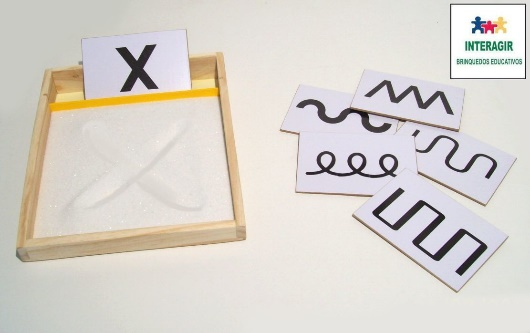 INTERAGIR
BRINQUEDOS EDUCATIVOS
X